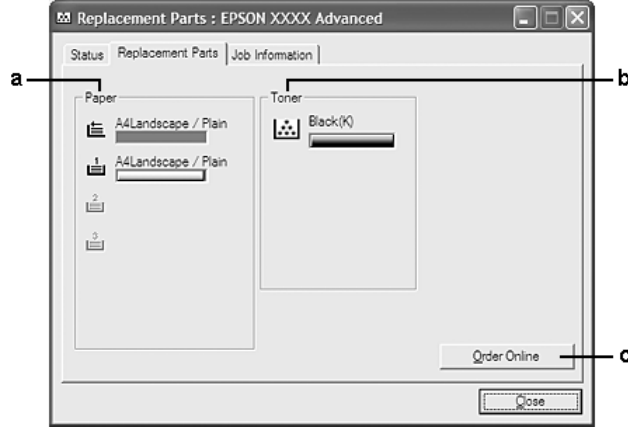 Replacement Parts : EPSON XXXX Advanced
Status Replacement Parts Job Information
a b
Paper Toner
A4Landscape / Plain Black(K)
1 A4Landscape / Plain
2
3
Order Online c
Close